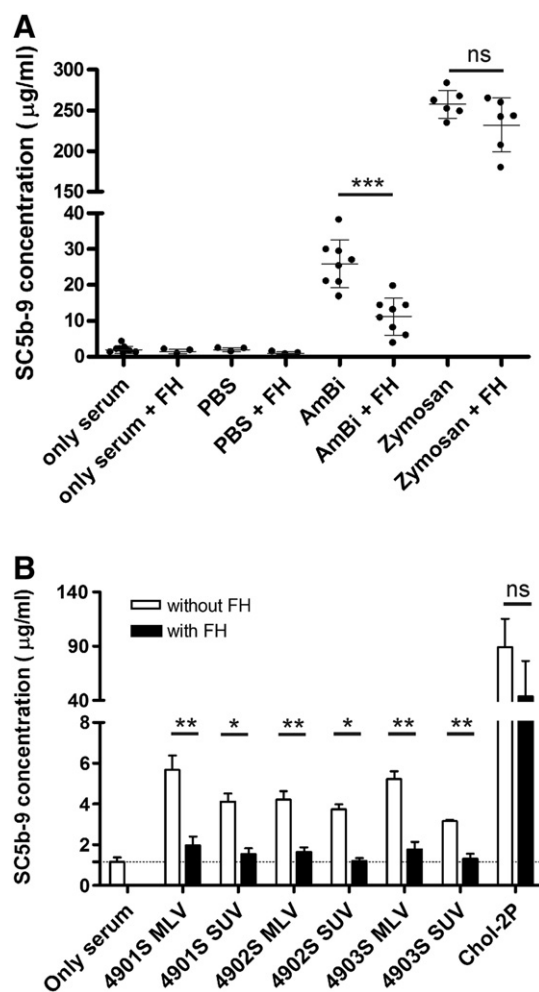 A
SC5b-9 concentration ( μg/ml)
300
250
200
150
40
30
20
10
0
ns
***
only serum
only serum + FH
PBS
PBS + FH
AmBi
AmBi + FH
Zymosan
Zymosan + FH
B
SC5b-9 concentration ( μg/ml)
140
90
40
8
6
4
2
0
without FH
with FH
ns
** * ** * ** **
Only serum
4901S MLV
4901S SUV
4902S MLV
4902S SUV
4903S MLV
4903S SUV
Chol-2P